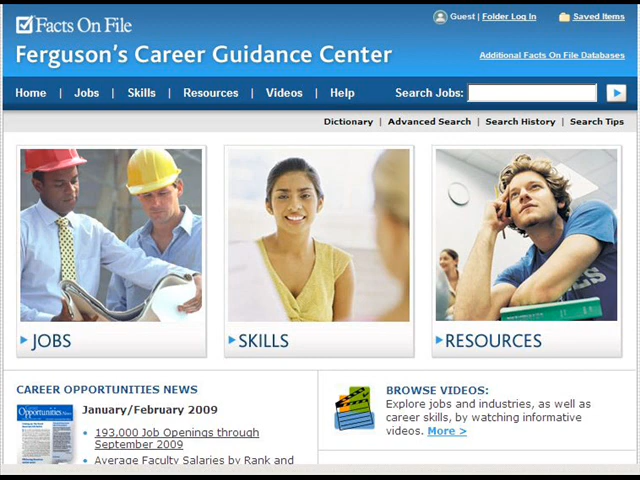 Facts On File
Guest | Folder Log In
Saved Items
Ferguson's Career Guidance Center
Additional Facts On File Databases
Home | Jobs | Skills | Resources | Videos | Help
Search Jobs:
Dictionary | Advanced Search | Search History | Search Tips
JOBS
SKILLS
RESOURCES
CAREER OPPORTUNITIES NEWS
January/February 2009
Opportunities News
• 193,000 Job Openings through
September 2009
• Average Faculty Salaries by Rank and
BROWSE VIDEOS:
Explore jobs and industries, as well as
career skills, by watching informative
videos. More >